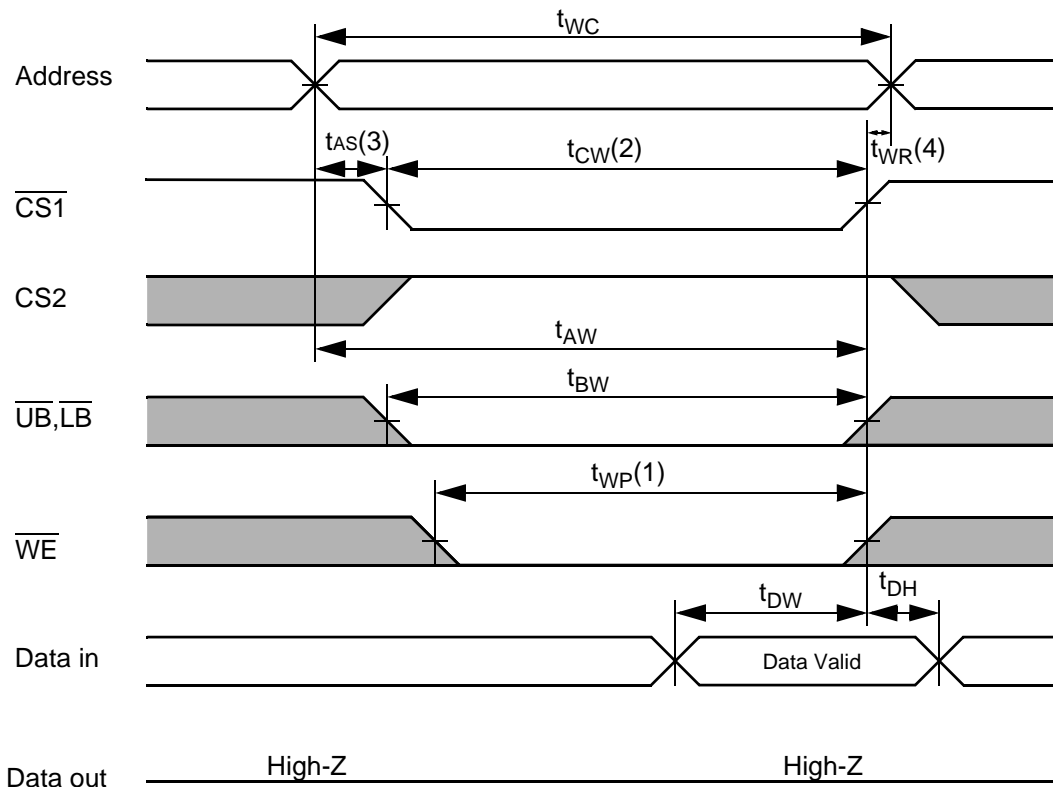 tWC
Address
tAS(3)
tCW(2)
tWR(4)
CS1
CS2
tAW
tBW
UB,LB
tWP(1)
WE
tDW
tDH
Data in
Data Valid
Data out
High-Z
High-Z